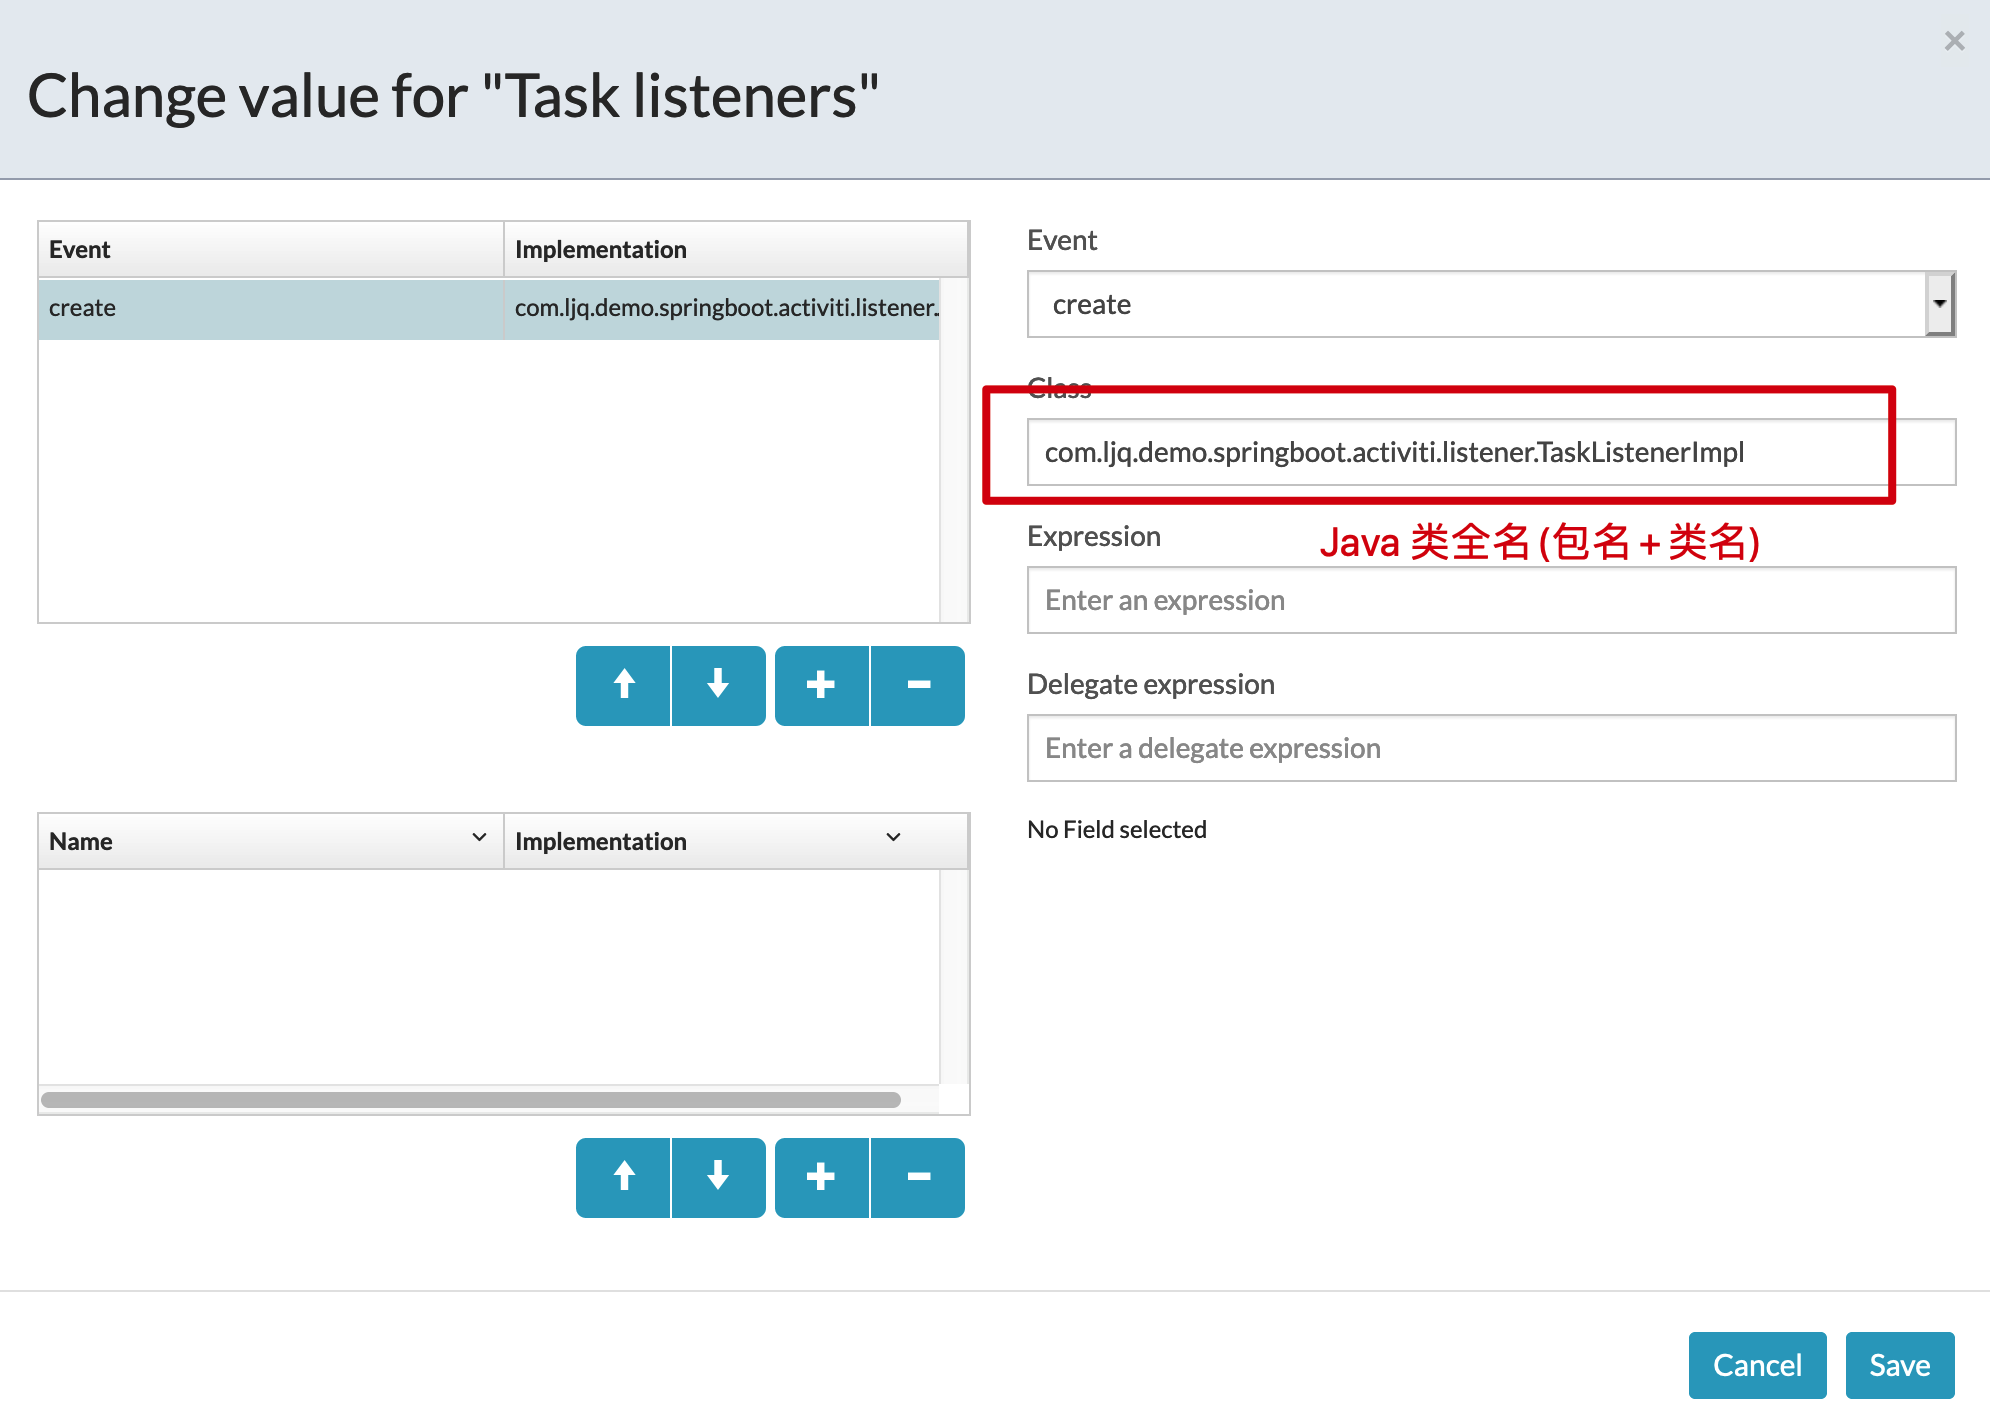 ×
Change value for "Task listeners"
Event
Implementation
create
com.ljq.demo.springboot.activiti.listener.
Event
create
Class
com.ljq.demo.springboot.activiti.listener.TaskListenerImpl
Expression
Java 类全名 (包名 + 类名)
Enter an expression
Delegate expression
Enter a delegate expression
Name
Implementation
No Field selected
Cancel
Save